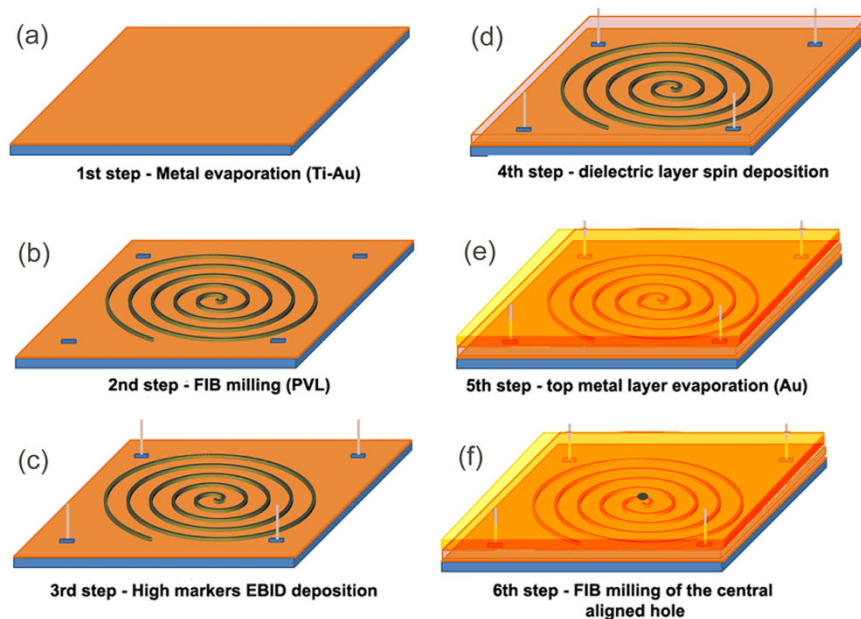 (a)
1st step - Metal evaporation (Ti-Au)
(b)
2nd step - FIB milling (PVL)
(c)
3rd step - High markers EBID deposition
(d)
4th step - dielectric layer spin deposition
(e)
5th step - top metal layer evaporation (Au)
(f)
6th step - FIB milling of the central
aligned hole